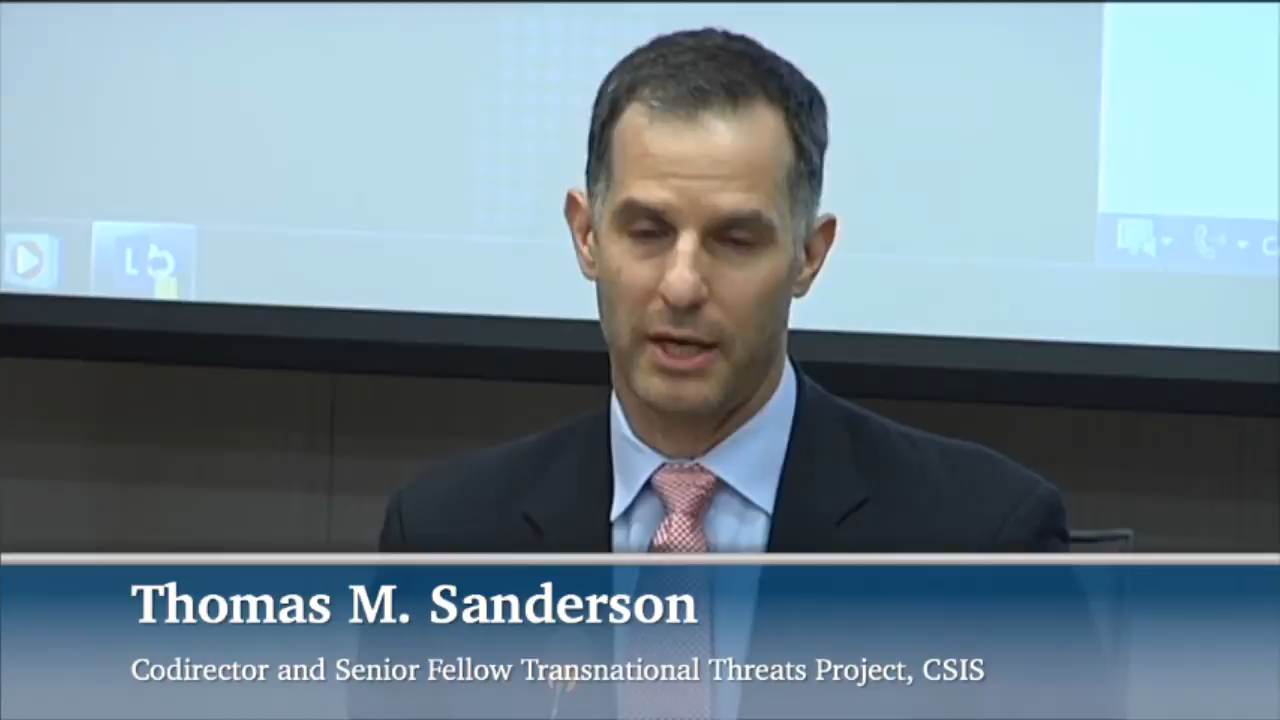 Thomas M. Sanderson
Codirector and Senior Fellow Transnational Threats Project, CSIS